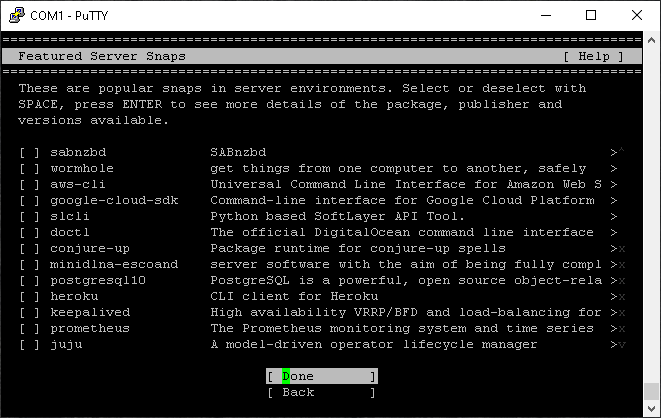 COM1 - PuTTY
================================================================================
Featured Server Snaps [ Help ]
================================================================================
These are popular snaps in server environments. Select or deselect with
SPACE, press ENTER to see more details of the package, publisher and
versions available.
[ ] sabnzbd SABnzbd >^
[ ] wormhole get things from one computer to another, safely >
[ ] aws-cli Universal Command Line Interface for Amazon Web S >
[ ] google-cloud-sdk Command-line interface for Google Cloud Platform >
[ ] slcli Python based SoftLayer API Tool. >
[ ] doctl The official DigitalOcean command line interface >
[ ] conjure-up Package runtime for conjure-up spells >x
[ ] minidlna-escoand server software with the aim of being fully compl >x
[ ] postgresql10 PostgreSQL is a powerful, open source object-rela >x
[ ] heroku CLI client for Heroku >x
[ ] keepalived High availability VRRP/BFD and load-balancing for >x
[ ] prometheus The Prometheus monitoring system and time series >x
[ ] juju A model-driven operator lifecycle manager >v
[ Done ]
[ Back ]